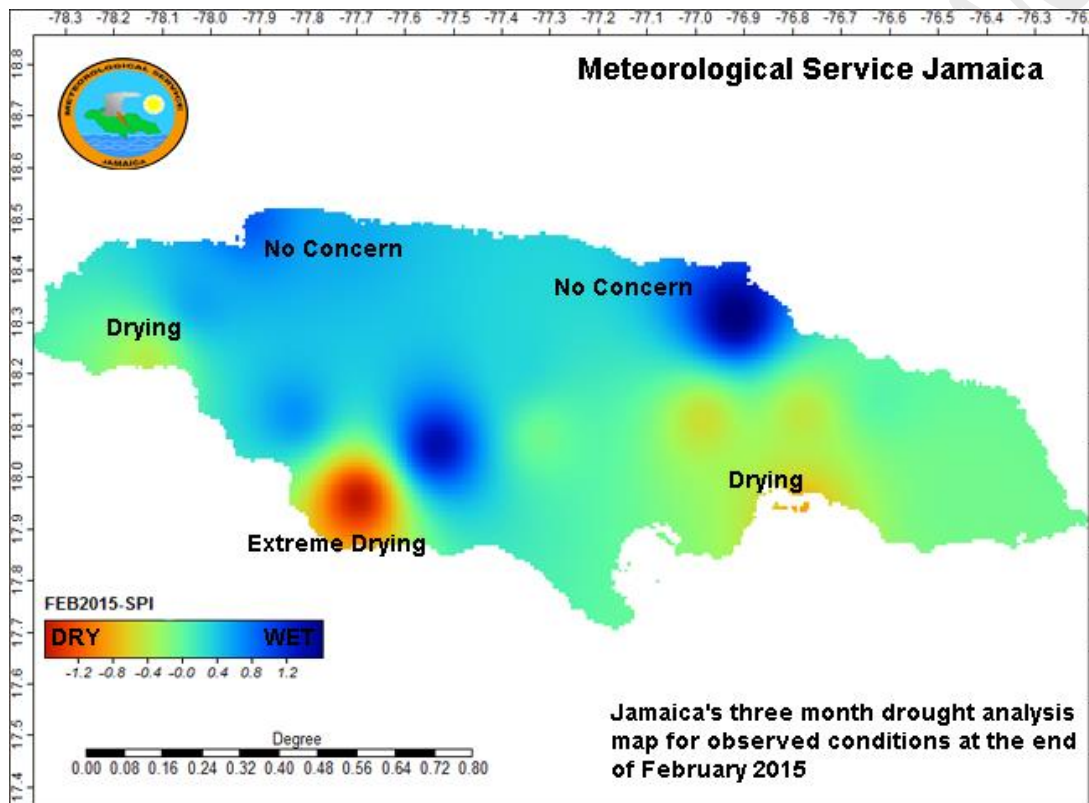 -78.3 -78.2 -78.1 -78.0 -77.9 -77.8 -77.7 -77.6 -77.5 -77.4 -77.3 -77.2 -77.1 -77.0 -76.9 -76.8 -76.7 -76.6 -76.5 -76.4 -76.3
Meteorological Service Jamaica
METEOROLOGICAL SERVICE
JAMAICA
18.8
18.7
18.6
18.5
18.4
18.3
18.2
18.1
18.0
17.9
17.8
17.7
17.6
17.5
17.4
No Concern
No Concern
Drying
Drying
Extreme Drying
FEB2015-SPI
DRY WET
-1.2 -0.8 -0.4 -0.0 0.4 0.8 1.2
Degree
0.00 0.08 0.16 0.24 0.32 0.40 0.48 0.56 0.64 0.72 0.80
Jamaica's three month drought analysis
map for observed conditions at the end
of February 2015